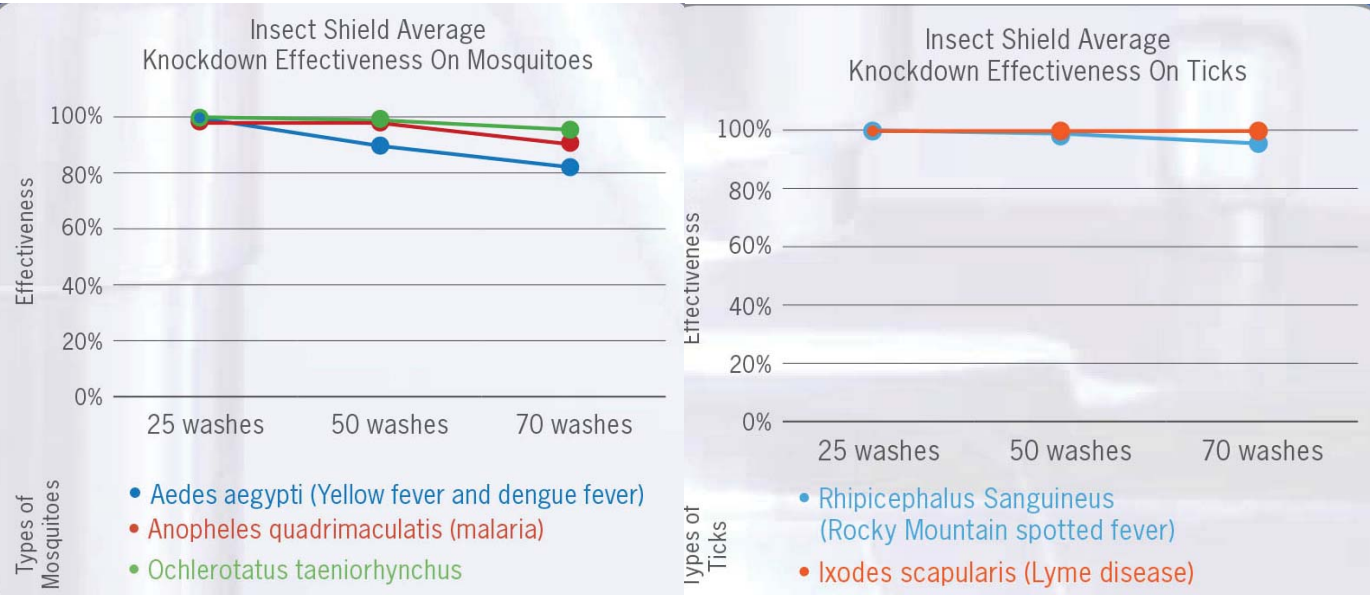 Insect Shield Average
Knockdown Effectiveness On Mosquitoes
100%
80%
60%
40%
20%
0%
Effectiveness
25 washes 50 washes 70 washes
Types of
Mosquitoes
• Aedes aegypti (Yellow fever and dengue fever)
• Anopheles quadrimaculatis (malaria)
• Ochlerotatus taeniorhynchus
Insect Shield Average
Knockdown Effectiveness On Ticks
100%
80%
60%
40%
20%
0%
Effectiveness
25 washes 50 washes 70 washes
Types of
Ticks
• Rhipicephalus Sanguineus
(Rocky Mountain spotted fever)
• Ixodes scapularis (Lyme disease)